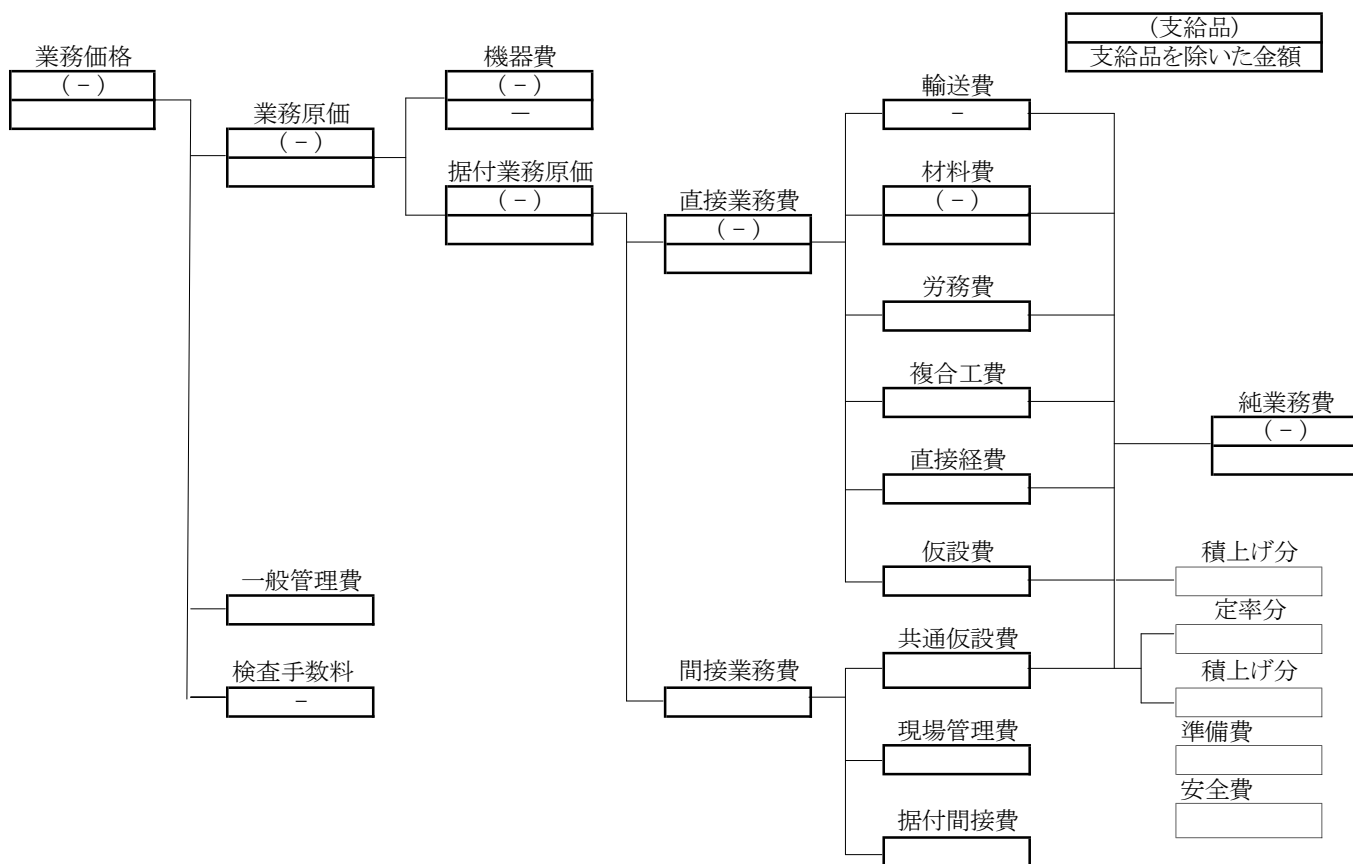 (支給品)
支給品を除いた金額
業務価格
(－)
業務原価
(－)
機器費
(－)
－
据付業務原価
(－)
直接業務費
(－)
輸送費
－
材料費
(－)
労務費
複合工費
直接経費
仮設費
純業務費
(－)
積上げ分
一般管理費
検査手数料
－
間接業務費
共通仮設費
定率分
積上げ分
現場管理費
準備費
安全費
据付間接費